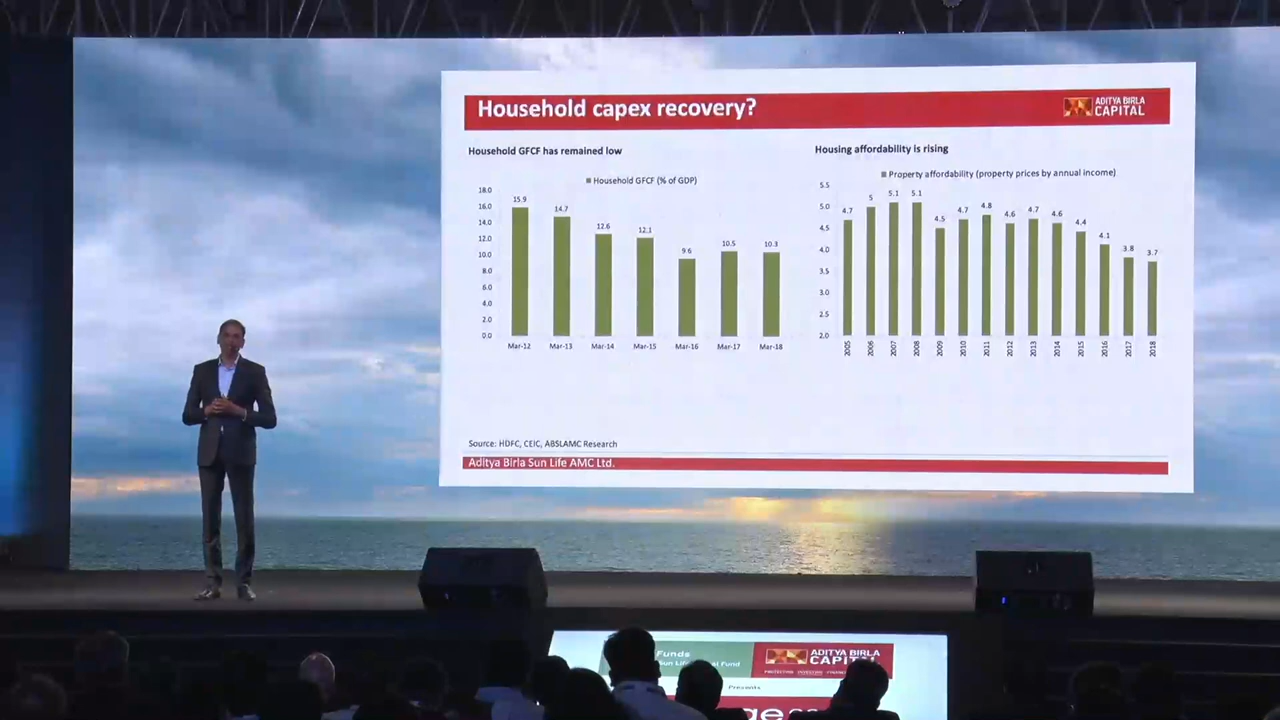 Household capex recovery?
ADITYA BIRLA
CAPITAL
Household GFCF has remained low
Household GFCF (% of GDP)
18.0
16.0
14.0
12.0
10.0
8.0
6.0
4.0
2.0
0.0
15.9
14.7
12.6
12.1
9.6
10.5
10.3
Mar-12 Mar-13 Mar-14 Mar-15 Mar-16 Mar-17 Mar-18
Housing affordability is rising
Property affordability (property prices by annual income)
5.5
5.0
4.5
4.0
3.5
3.0
2.5
2.0
4.7 5 5.1 5.1 4.5 4.7 4.8 4.6 4.7 4.6 4.4 4.1 3.8 3.7
2005 2006 2007 2008 2009 2010 2011 2012 2013 2014 2015 2016 2017 2018
Source: HDFC, CEIC, ABSLAMC Research
Aditya Birla Sun Life AMC Ltd.
Funds
Fund
ADITYA BIRLA
CAPITAL
Presents